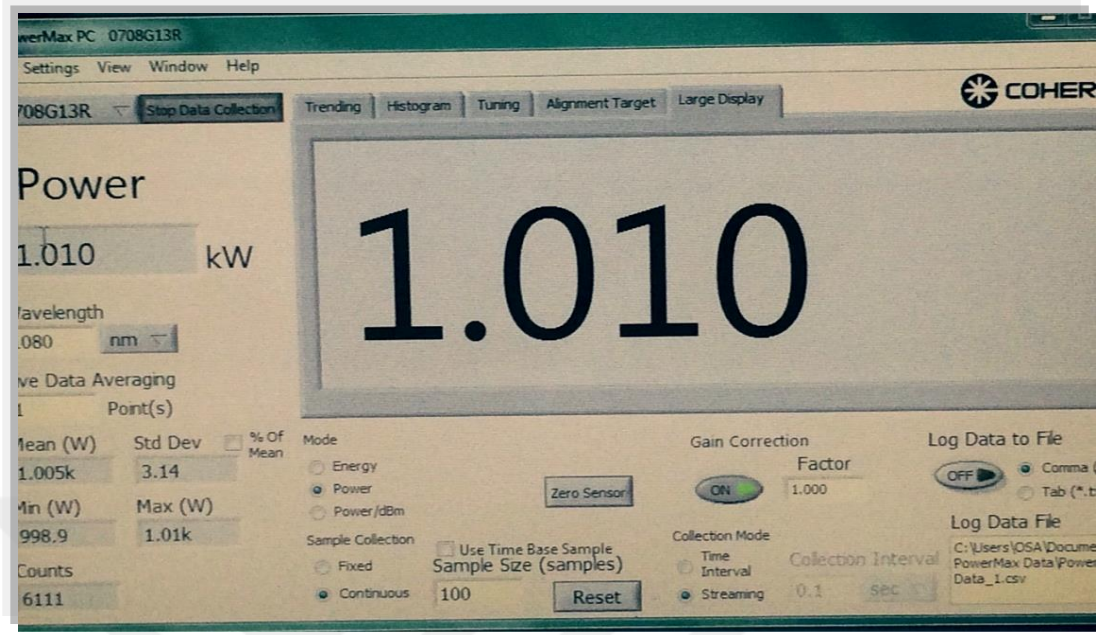 werMax PC 0708G13R
Settings View Window Help
708G13R Stop Data Collection Trending Histogram Tuning Alignment Target Large Display COHER
Power
1.010 kW
1.010
avelength
.080 nm
ve Data Averaging
1 Point(s)
Mean (W) Std Dev % Of Mean
1.005k 3.14
Min (W) Max (W)
998.9 1.01k
Counts
6111
Mode
Energy
Power
Power/dBm
Zero Sensor
Sample Collection
Fixed
Continuous
Use Time Base Sample
Sample Size (samples)
100 Reset
Gain Correction
Factor
ON 1.000
Collection Mode
Time
Interval
Streaming
Collection Interval
0.1 sec
Log Data to File
OFF Comma (
Tab (*.t
Log Data File
C:\Users\OSA\Docume
PowerMax Data\Power
Data_1.csv